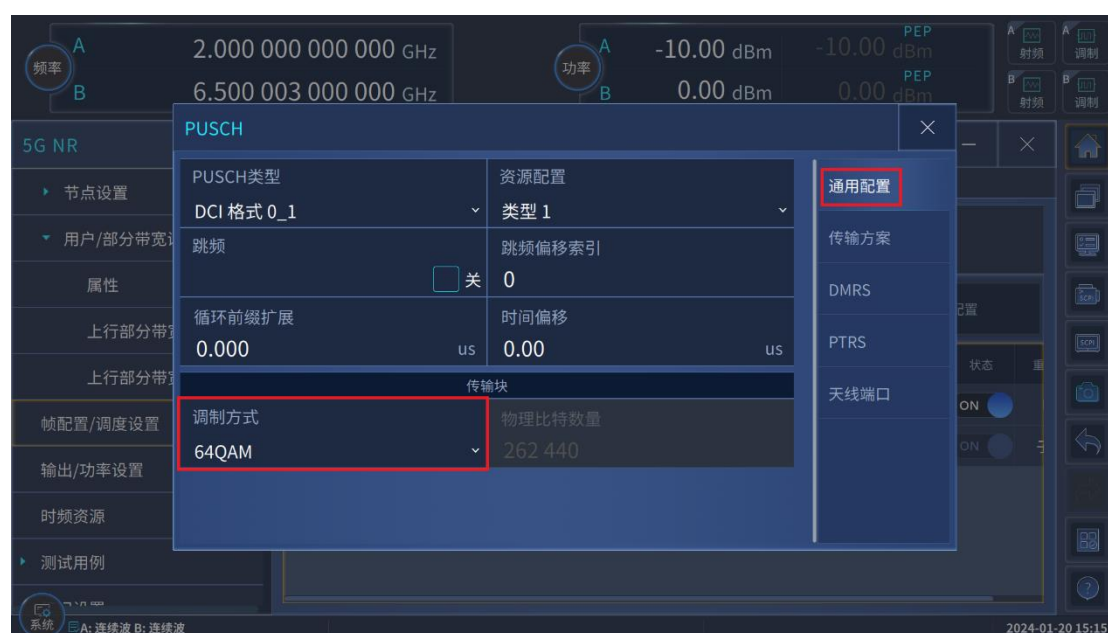 频率
A 2.000 000 000 000 GHz
B 6.500 003 000 000 GHz
功率
A -10.00 dBm
B 0.00 dBm
PEP
-10.00 dBm
PEP
0.00 dBm
A 射频
A 调制
B 射频
B 调制
5G NR
节点设置
用户/部分带宽
属性
上行部分带
上行部分带
帧配置/调度设置
输出/功率设置
时频资源
测试用例
PUSCH
PUSCH类型
DCI 格式 0_1
资源配置
类型 1
跳频
关
跳频偏移索引
0
循环前缀扩展
0.000 us
时间偏移
0.00 us
传输块
调制方式
64QAM
物理比特数量
262 440
通用配置
传输方案
DMRS
PTRS
天线端口
配置
状态 重
ON
ON
SCPI
SCPI
系统
A: 连续波 B: 连续波
2024-01-20 15:15